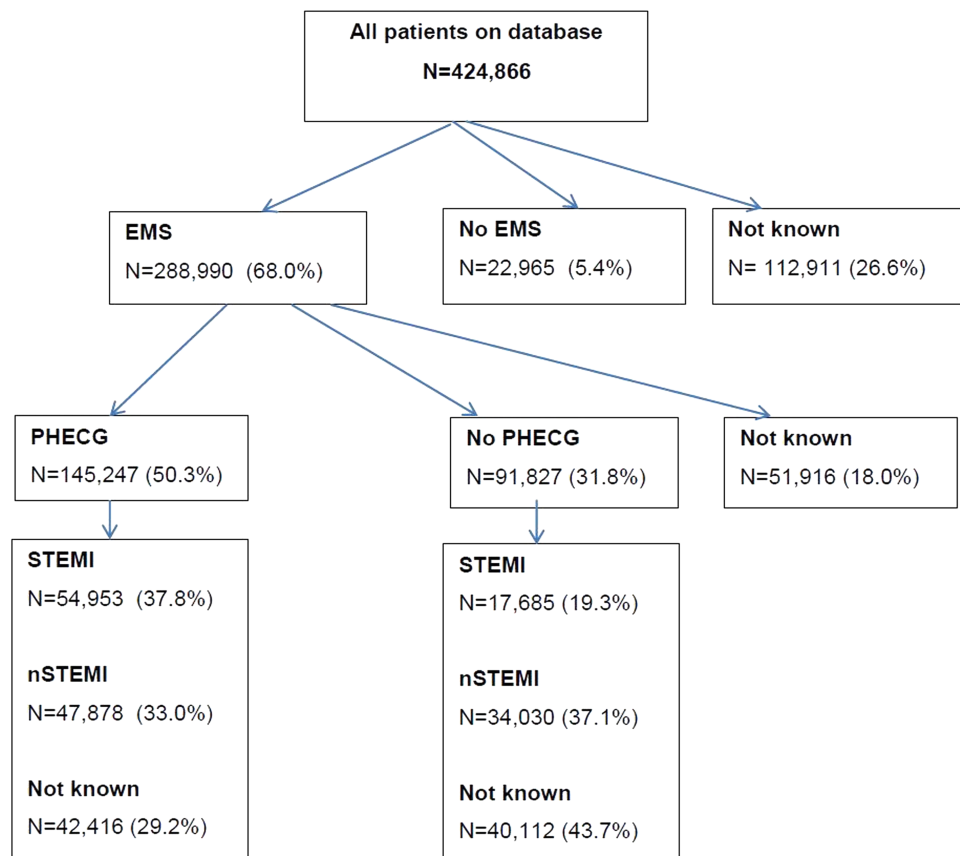 All patients on database
N=424,866
EMS
N=288,990 (68.0%)
No EMS
N=22,965 (5.4%)
Not known
N= 112,911 (26.6%)
PHECG
N=145,247 (50.3%)
No PHECG
N=91,827 (31.8%)
Not known
N=51,916 (18.0%)
STEMI
N=54,953 (37.8%)
nSTEMI
N=47,878 (33.0%)
Not known
N=42,416 (29.2%)
STEMI
N=17,685 (19.3%)
nSTEMI
N=34,030 (37.1%)
Not known
N=40,112 (43.7%)